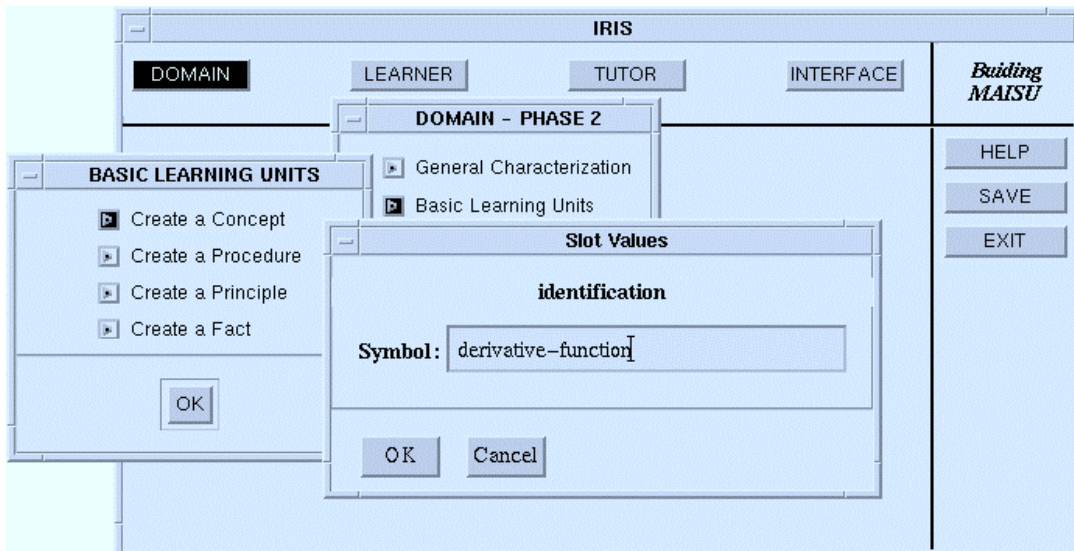 IRIS
DOMAIN LEARNER TUTOR INTERFACE
Buiding
MAISU
DOMAIN – PHASE 2
General Characterization
Basic Learning Units
HELP
SAVE
EXIT
BASIC LEARNING UNITS
Create a Concept
Create a Procedure
Create a Principle
Create a Fact
OK
Slot Values
identification
Symbol: derivative–function
OK Cancel